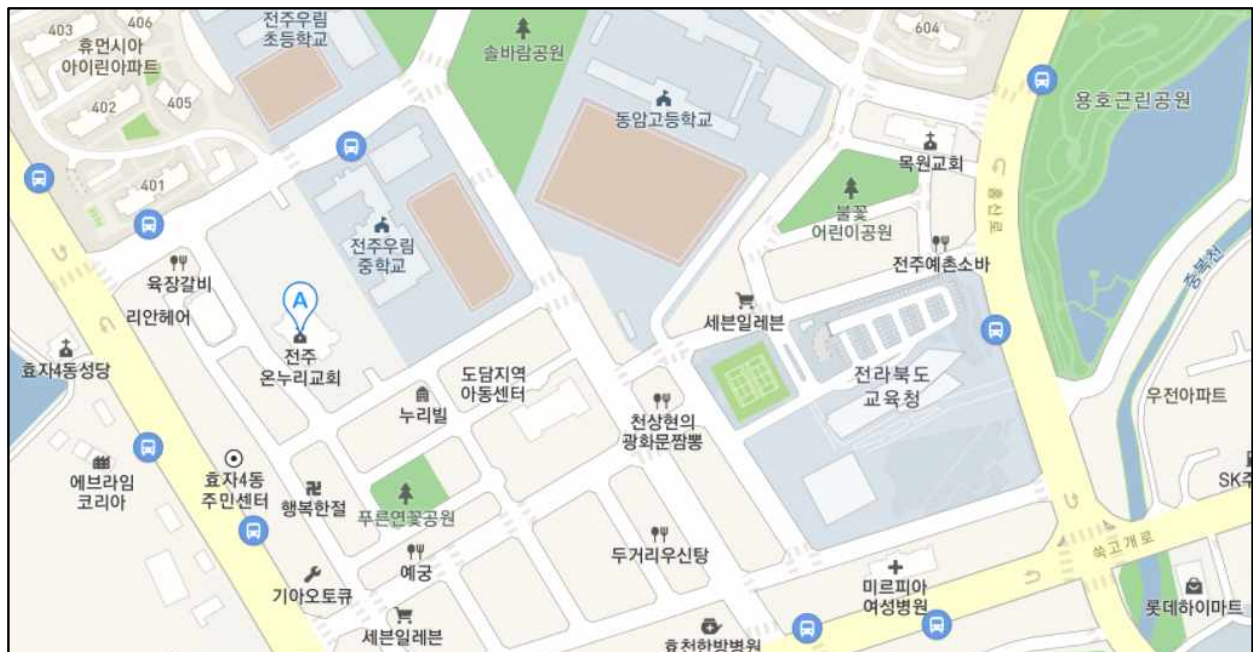 403
406
휴먼시아
아이린아파트
402
405
401
전주우림
초등학교
솔바람공원
동암고등학교
604
용호근린공원
목원교회
불꽃
어린이공원
홍산로
전주예촌소바
중복천
전주우림
중학교
육장갈비
리안헤어
A
전주
온누리교회
세븐일레븐
효자4동성당
도담지역
아동센터
누리빌
전라북도
교육청
우전아파트
천상현의
광화문짬뽕
에브라임
코리아
효자4동
주민센터
행복한절
푸른연꽃공원
SK주
쑥고개로
예궁
두거리우신탕
기아오토큐
미르피아
여성병원
롯데하이마트
세븐일레븐
효천한방병원